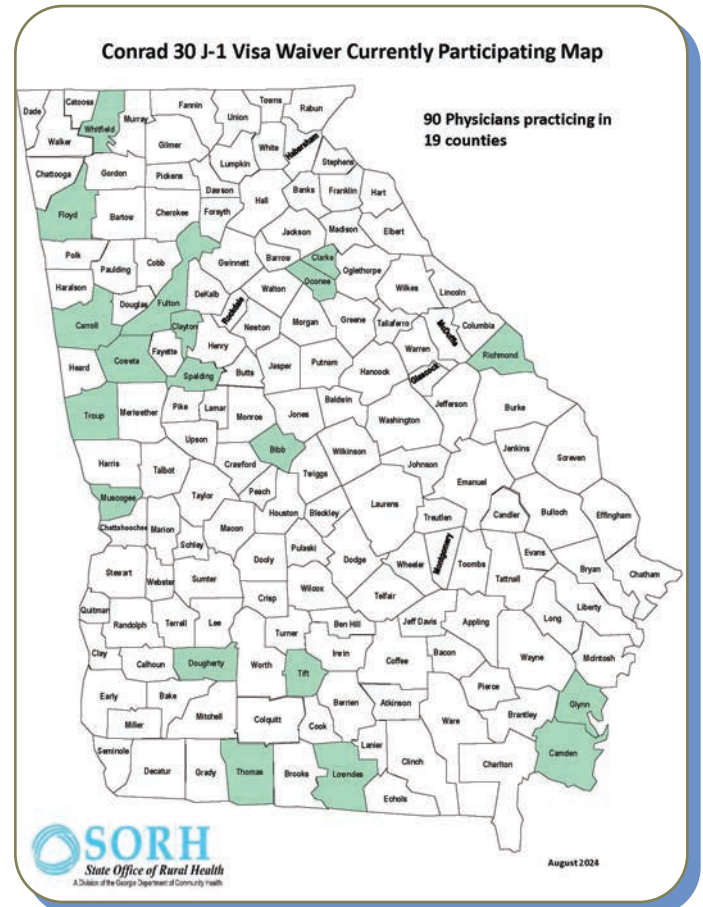 Conrad 30 J-1 Visa Waiver Currently Participating Map
90 Physicians practicing in
19 counties
Dade
Catoosa
Whitfield
Murray
Fannin
Union
Towns
Rabun
Walker
Gilmer
White
Habersham
Lumpkin
Stephens
Chattooga
Gordon
Pickens
Dawson
Hall
Banks
Franklin
Hart
Floyd
Bartow
Cherokee
Forsyth
Jackson
Madison
Elbert
Polk
Paulding
Cobb
Gwinnett
Barrow
Clarke
Oconee
Oglethorpe
Wilkes
Lincoln
Haralson
Douglas
Fulton
DeKalb
Rockdale
Walton
Morgan
Greene
Taliaferro
McDuffie
Columbia
Carroll
Clayton
Newton
Henry
Warren
Richmond
Heard
Coweta
Fayette
Spalding
Butts
Jasper
Putnam
Hancock
Glascock
Troup
Meriwether
Pike
Lamar
Monroe
Jones
Baldwin
Washington
Jefferson
Burke
Upson
Bibb
Wilkinson
Jenkins
Screven
Harris
Talbot
Crawford
Twiggs
Johnson
Emanuel
Muscogee
Taylor
Peach
Houston
Bleckley
Laurens
Treutlen
Candler
Bulloch
Effingham
Chattahoochee
Marion
Macon
Schley
Pulaski
Dodge
Wheeler
Montgomery
Toombs
Evans
Tattnall
Bryan
Chatham
Stewart
Webster
Sumter
Dooly
Crisp
Wilcox
Telfair
Quitman
Randolph
Terrell
Lee
Turner
Ben Hill
Jeff Davis
Appling
Long
Liberty
Clay
Calhoun
Dougherty
Worth
Tift
Irwin
Coffee
Bacon
Wayne
McIntosh
Early
Bake
Miller
Mitchell
Colquitt
Cook
Berrien
Atkinson
Pierce
Ware
Brantley
Glynn
Seminole
Decatur
Grady
Thomas
Brooks
Lowndes
Lanier
Clinch
Echols
Charlton
Camden
SORH
State Office of Rural Health
A Division of the Georgia Department of Community Health
August 2024